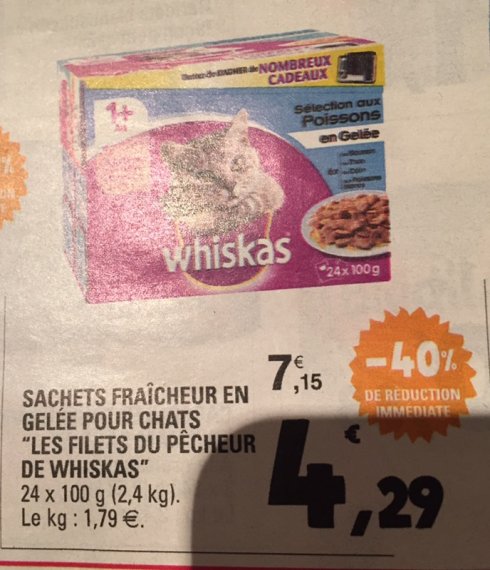 NOMBREUX
CADEAUX
1+
Sélection aux
Poissons
en Gelée
whiskas
24x100g
7€,15
-40%
DE RÉDUCTION
IMMÉDIATE
SACHETS FRAÎCHEUR EN
GELÉE POUR CHATS
"LES FILETS DU PÊCHEUR
DE WHISKAS"
24 x 100 g (2,4 kg).
Le kg : 1,79 €.
4€,29